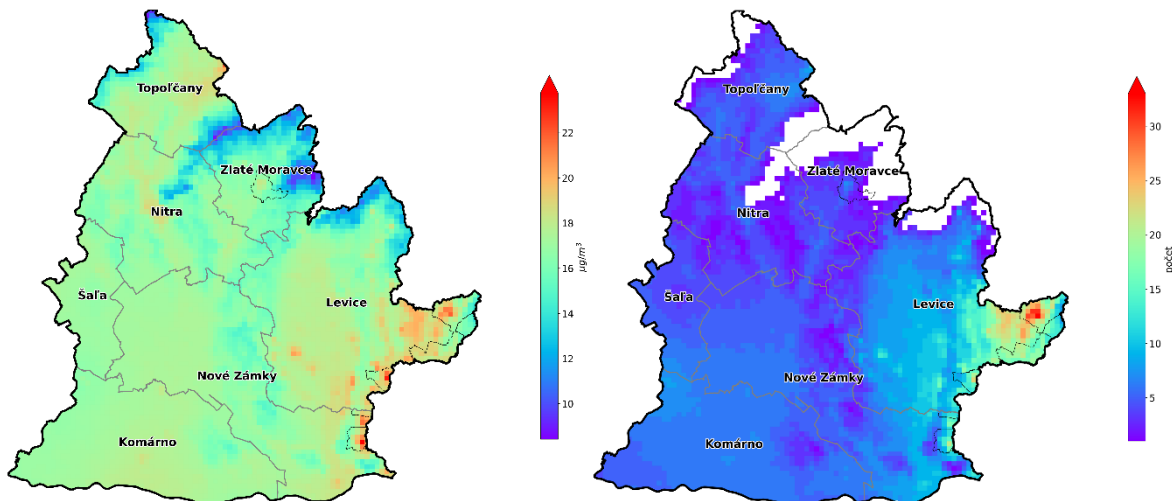 Topoľčany
Zlaté Moravce
Nitra
Šaľa
Levice
Nové Zámky
Komárno
22
20
18
16
14
12
10
µg/m³
Topoľčany
Zlaté Moravce
Nitra
Šaľa
Levice
Nové Zámky
Komárno
30
25
20
15
10
5
počet